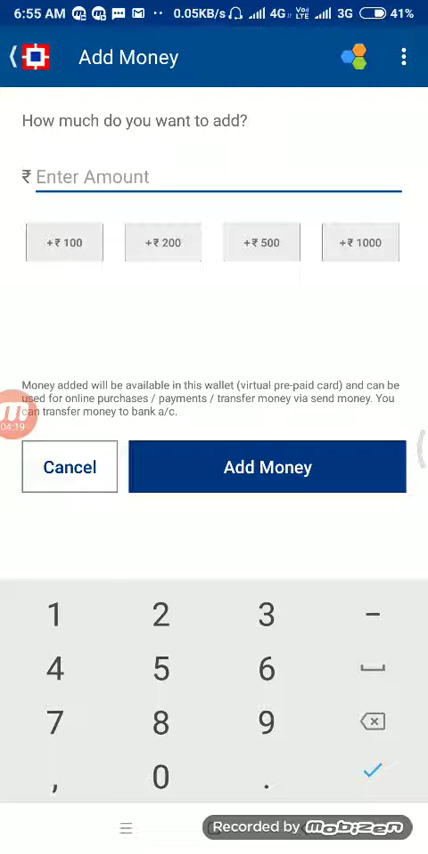 6:55 AM 0.05KB/s 4G VoLTE 3G 41%
Add Money
How much do you want to add?
₹ Enter Amount
+₹ 100 +₹ 200 +₹ 500 +₹ 1000
Money added will be available in this wallet (virtual pre-paid card) and can be
used for online purchases / payments / transfer money via send money. You
can transfer money to bank a/c.
04:19
Cancel Add Money
1 2 3 –
4 5 6
7 8 9
, 0 .
Recorded by mobizen